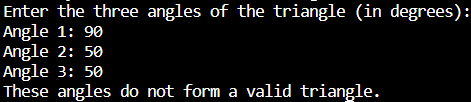 Enter the three angles of the triangle (in degrees):
Angle 1: 90
Angle 2: 50
Angle 3: 50
These angles do not form a valid triangle.